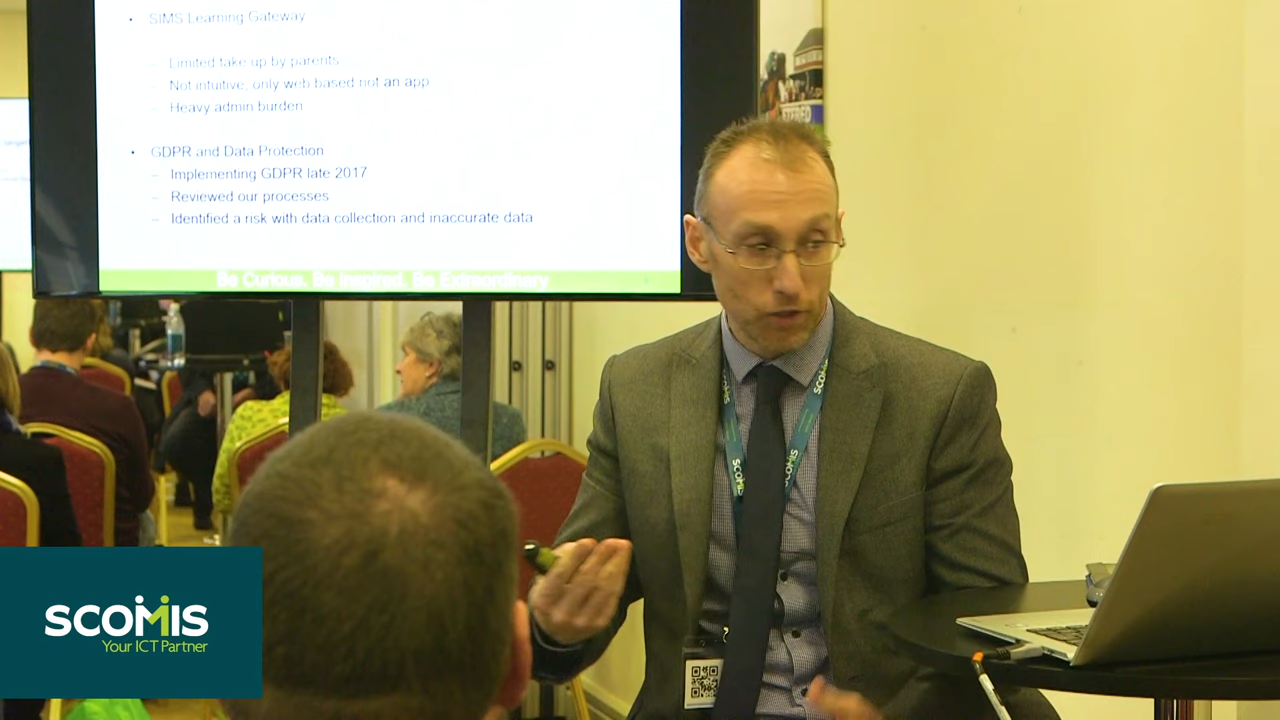 SIMS Learning Gateway
Limited take up by parents
Not intuitive, only web based not an app
Heavy admin burden
GDPR and Data Protection
Implementing GDPR late 2017
Reviewed our processes
Identified a risk with data collection and inaccurate data
Be Curious. Be Inspired. Be Extraordinary
SCOMIS
SCOMIS
SCOMIS
Your ICT Partner